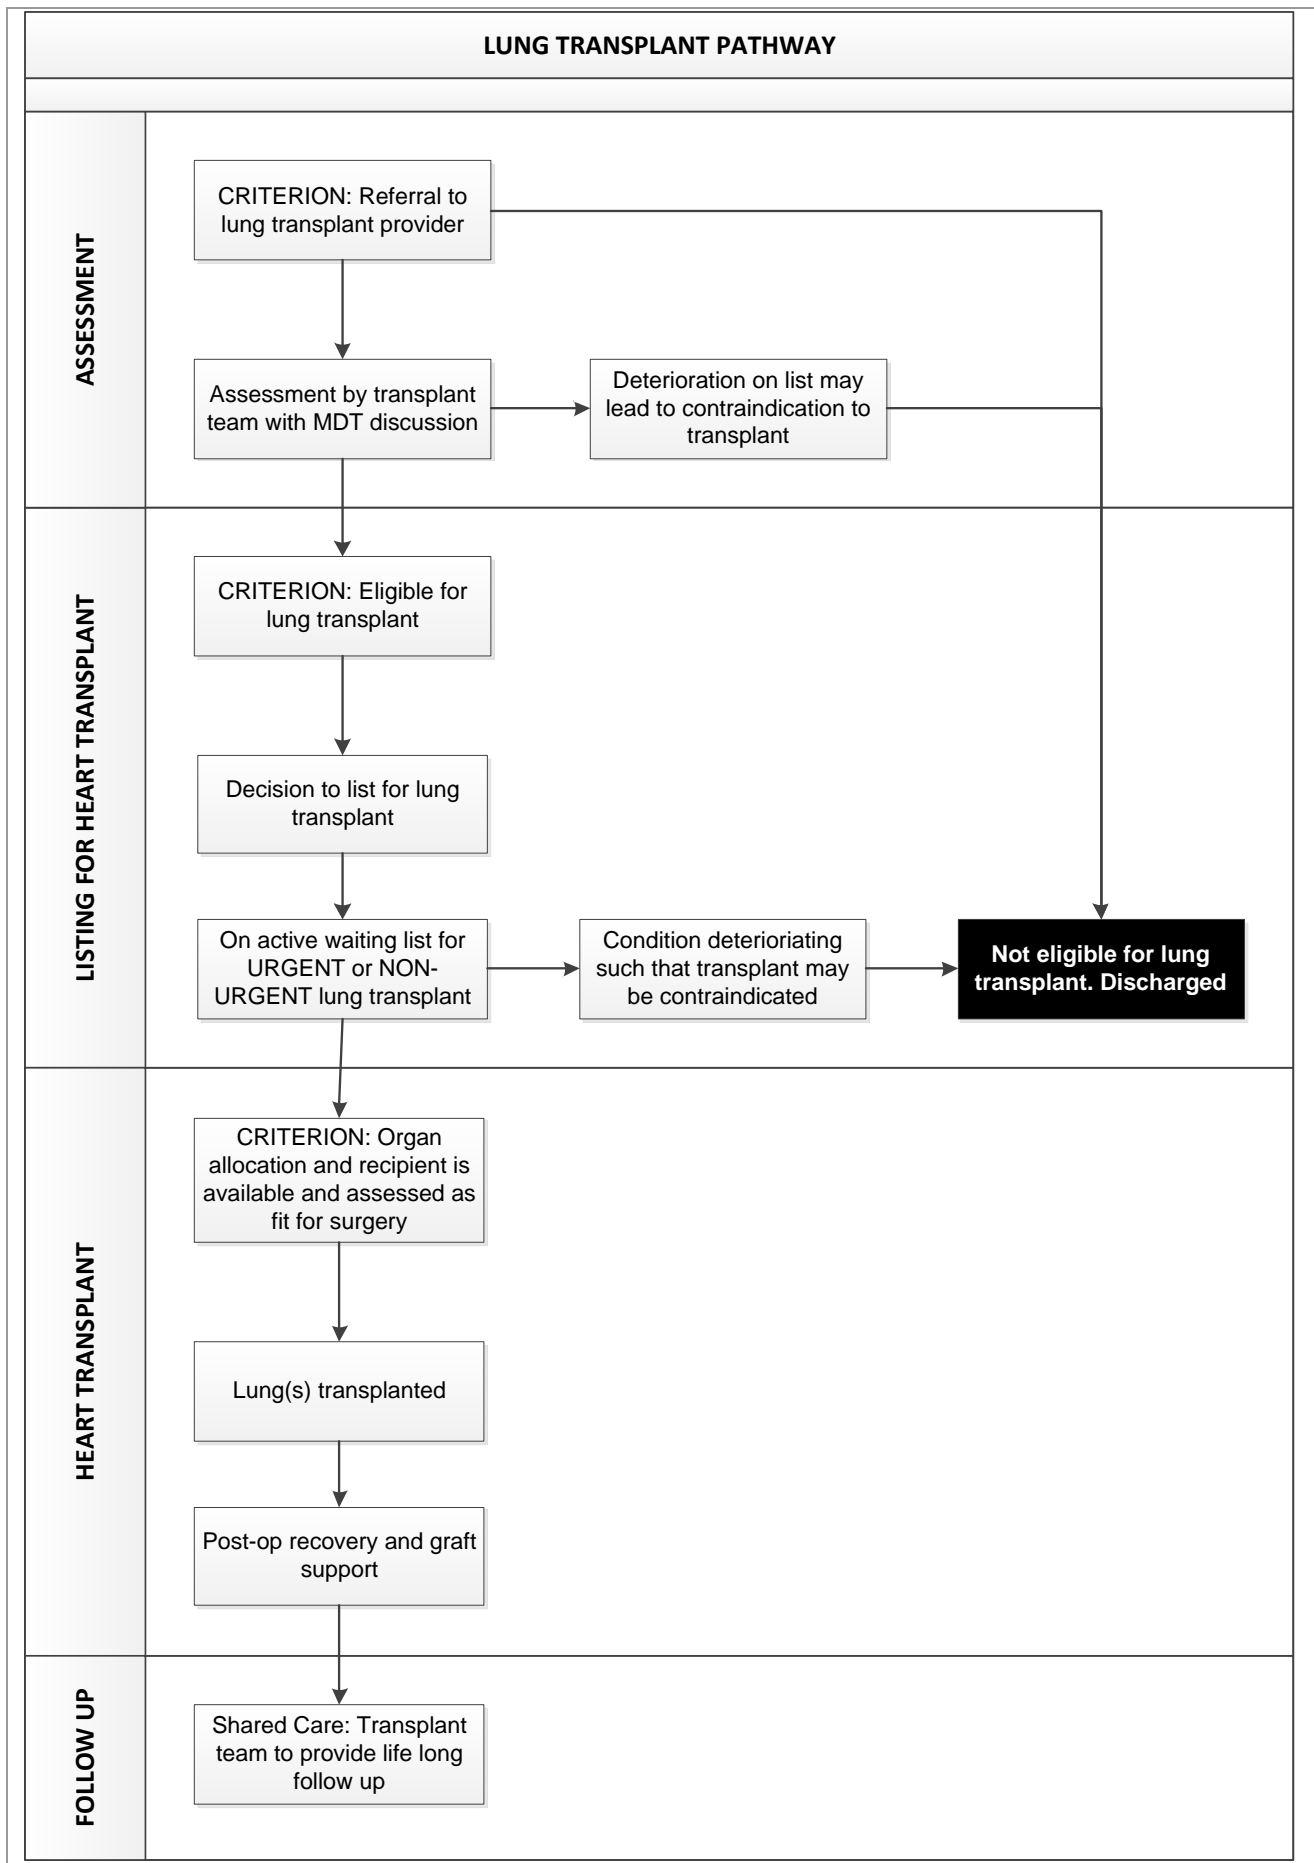 LUNG TRANSPLANT PATHWAY
ASSESSMENT
CRITERION: Referral to
lung transplant provider
Assessment by transplant
team with MDT discussion
Deterioration on list may
lead to contraindication to
transplant
LISTING FOR HEART TRANSPLANT
CRITERION: Eligible for
lung transplant
Decision to list for lung
transplant
On active waiting list for
URGENT or NON-
URGENT lung transplant
Condition deterioriating
such that transplant may
be contraindicated
Not eligible for lung
transplant. Discharged
HEART TRANSPLANT
CRITERION: Organ
allocation and recipient is
available and assessed as
fit for surgery
Lung(s) transplanted
Post-op recovery and graft
support
FOLLOW UP
Shared Care: Transplant
team to provide life long
follow up